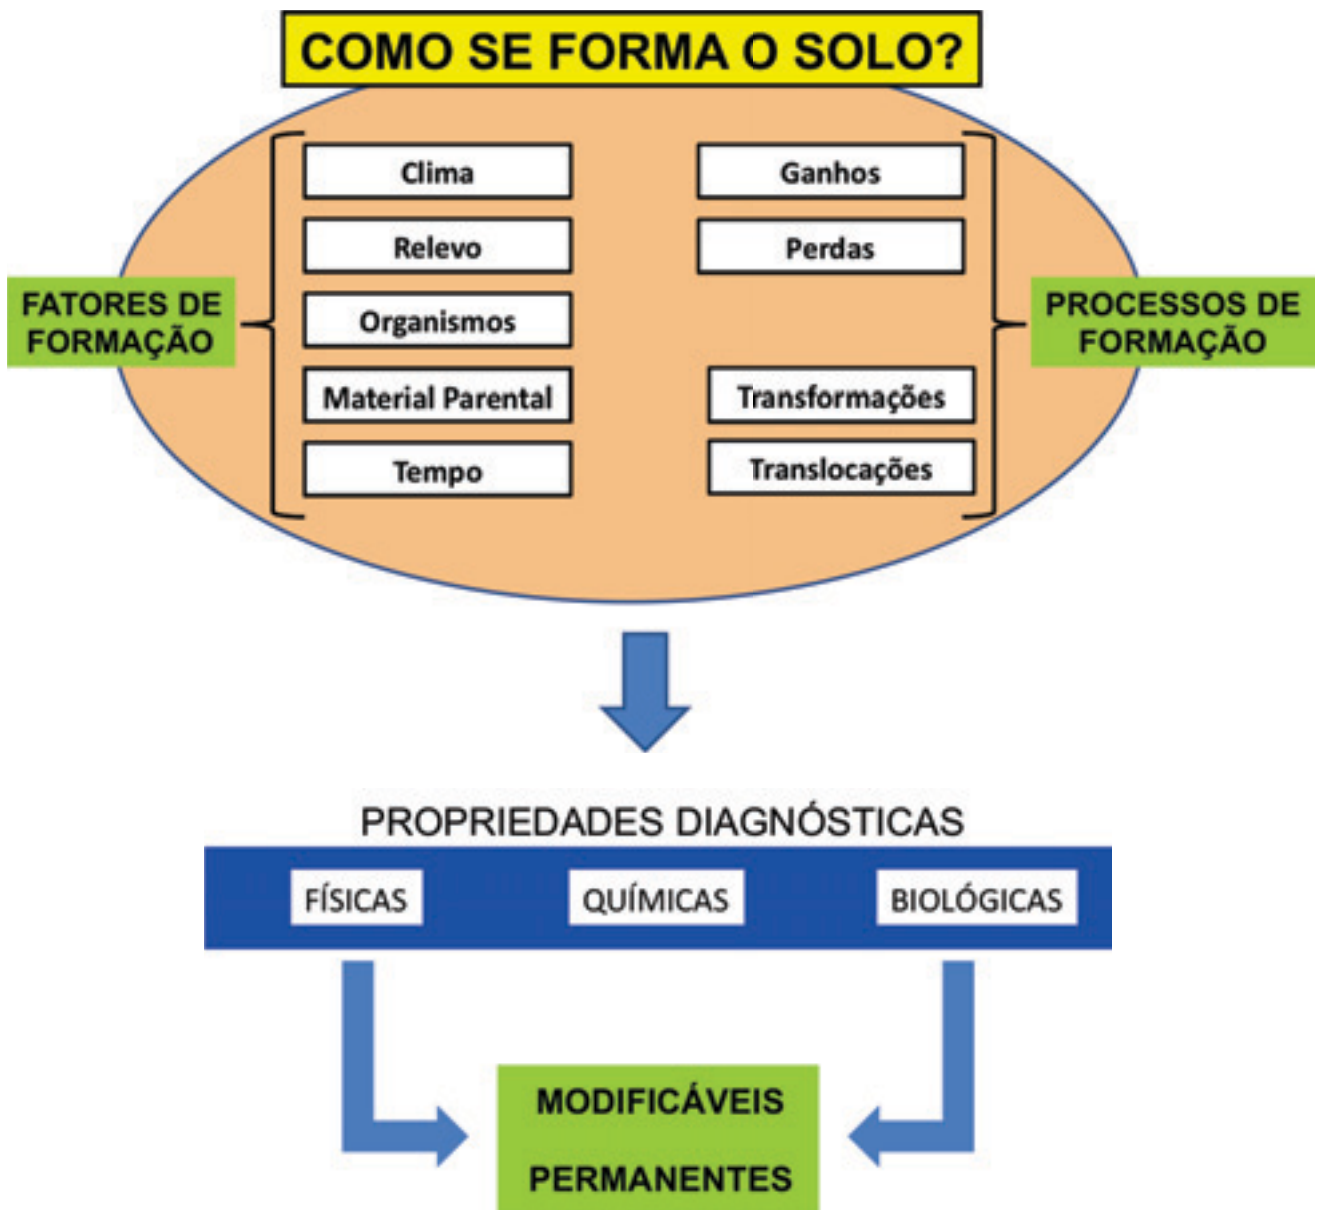 COMO SE FORMA O SOLO?
FATORES DE
FORMAÇÃO
Clima
Relevo
Organismos
Material Parental
Tempo
Ganhos
Perdas
Transformações
Translocações
PROCESSOS DE
FORMAÇÃO
PROPRIEDADES DIAGNÓSTICAS
FÍSICAS
QUÍMICAS
BIOLÓGICAS
MODIFICÁVEIS
PERMANENTES